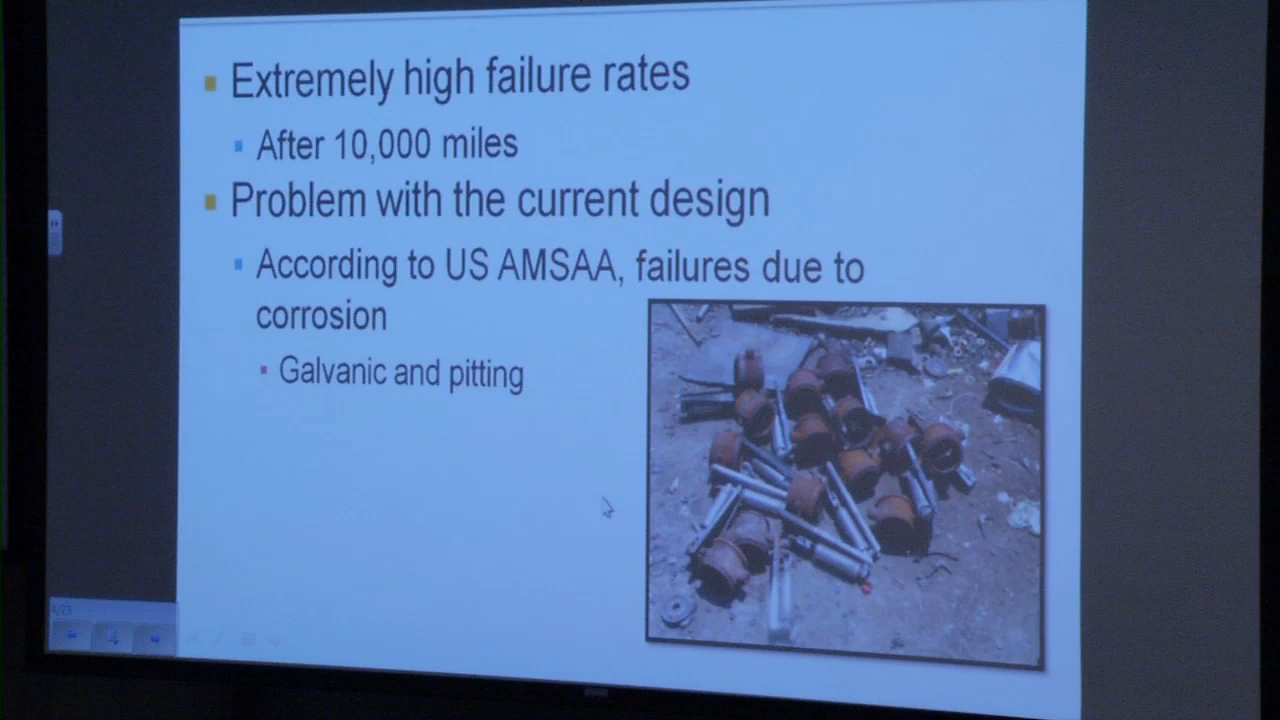 Extremely high failure rates
After 10,000 miles
Problem with the current design
According to US AMSAA, failures due to
corrosion
Galvanic and pitting